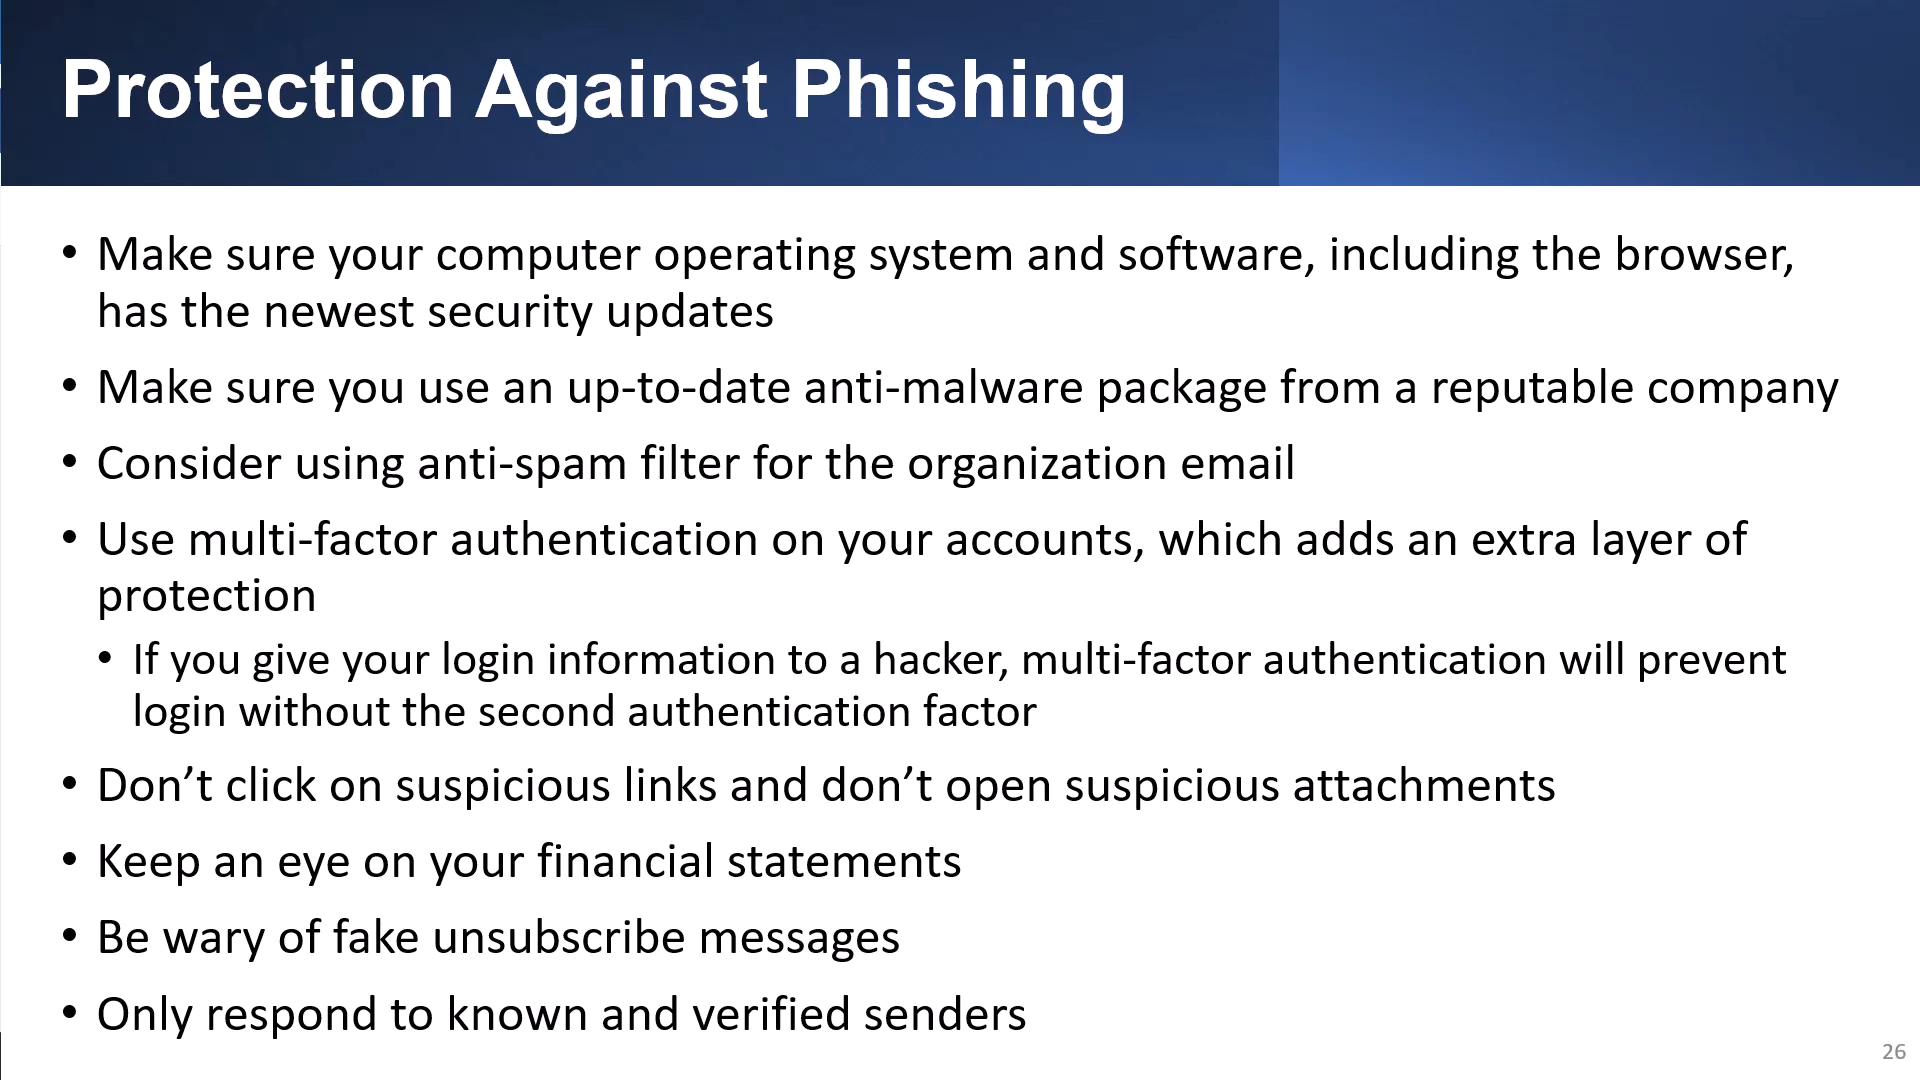 Protection Against Phishing
• Make sure your computer operating system and software, including the browser,
has the newest security updates
• Make sure you use an up-to-date anti-malware package from a reputable company
• Consider using anti-spam filter for the organization email
• Use multi-factor authentication on your accounts, which adds an extra layer of
protection
• If you give your login information to a hacker, multi-factor authentication will prevent
login without the second authentication factor
• Don’t click on suspicious links and don’t open suspicious attachments
• Keep an eye on your financial statements
• Be wary of fake unsubscribe messages
• Only respond to known and verified senders
26